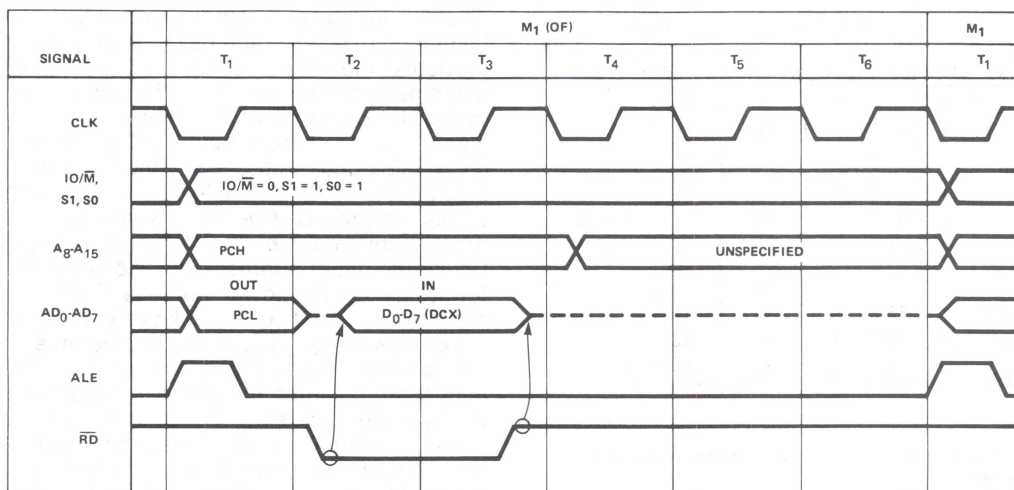 M1 (OF) M1
SIGNAL T1 T2 T3 T4 T5 T6 T1
CLK
IO/M̅,
S1, S0
IO/M̅ = 0, S1 = 1, S0 = 1
A8-A15 PCH UNSPECIFIED
OUT IN
AD0-AD7 PCL D0-D7 (DCX)
ALE
R̅D̅